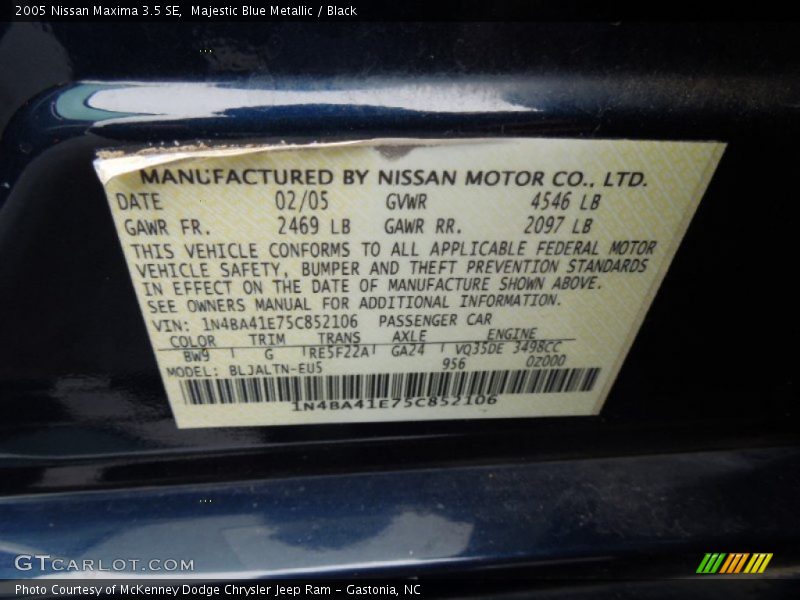 2005 Nissan Maxima 3.5 SE,  Majestic Blue Metallic / Black
MANUFACTURED BY NISSAN MOTOR CO., LTD.
DATE 02/05 GVWR 4546 LB
GAWR FR. 2469 LB GAWR RR. 2097 LB
THIS VEHICLE CONFORMS TO ALL APPLICABLE FEDERAL MOTOR
VEHICLE SAFETY, BUMPER AND THEFT PREVENTION STANDARDS
IN EFFECT ON THE DATE OF MANUFACTURE SHOWN ABOVE.
SEE OWNERS MANUAL FOR ADDITIONAL INFORMATION.
VIN: 1N4BA41E75C852106 PASSENGER CAR
COLOR TRIM TRANS AXLE ENGINE
BW9 G RE5F22A GA24 VQ35DE 3498CC
MODEL: BLJALTN-EU5 956 0Z000
1N4BA41E75C852106
GTCARLOT.COM
Photo Courtesy of McKenney Dodge Chrysler Jeep Ram - Gastonia, NC